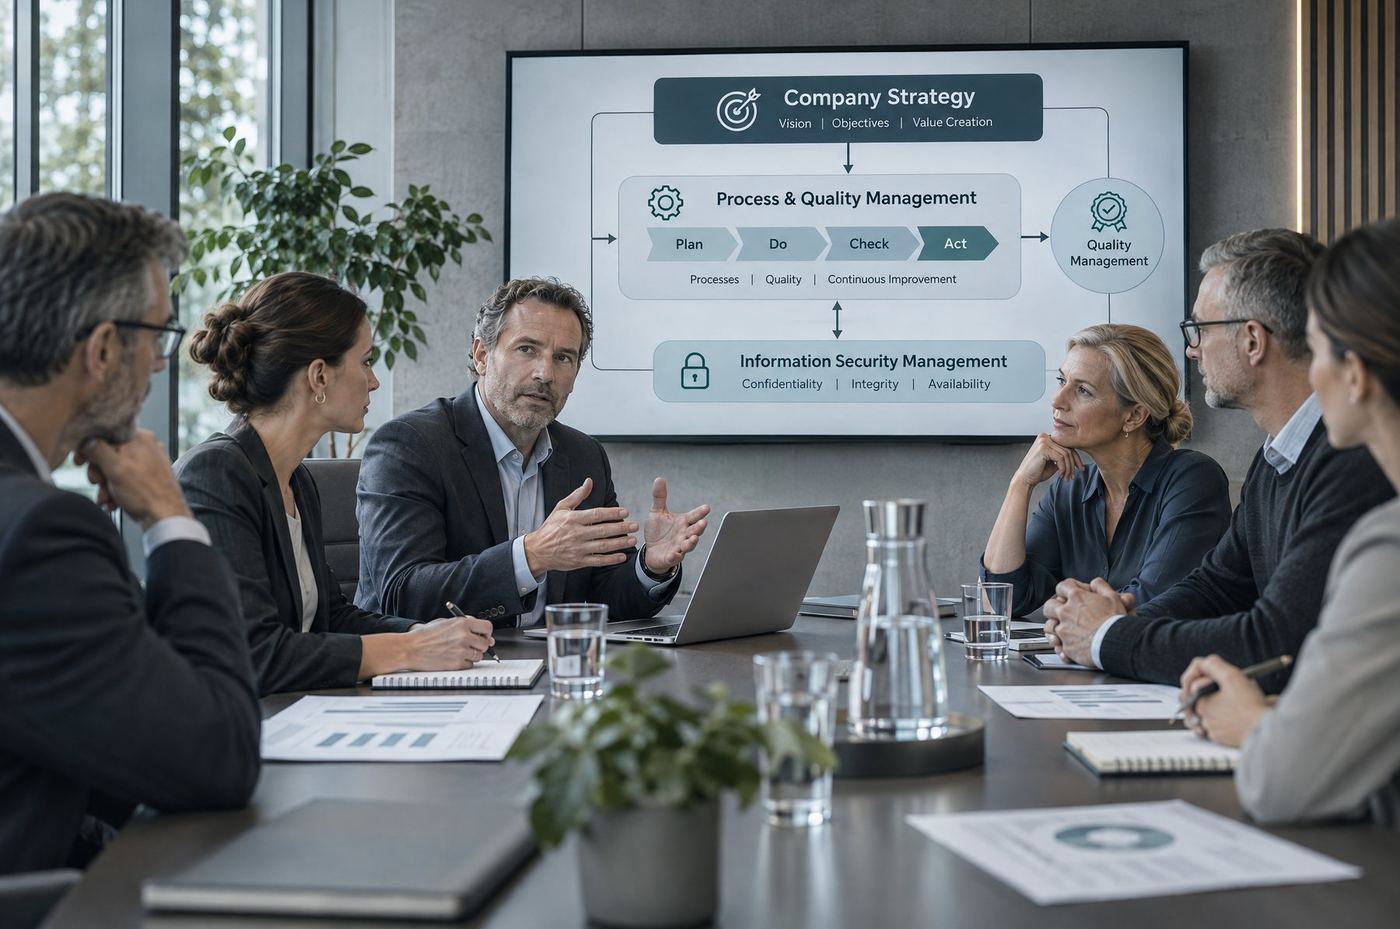 Company Strategy
Vision | Objectives | Value Creation
Process & Quality Management
Plan Do Check Act
Processes | Quality | Continuous Improvement
Quality
Management
Information Security Management
Confidentiality | Integrity | Availability